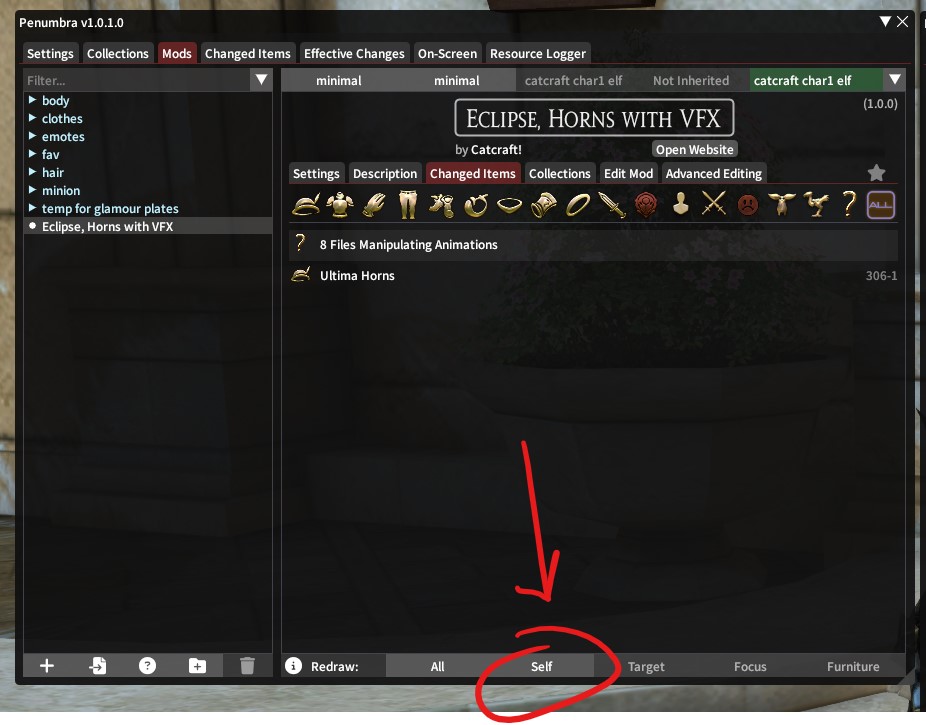 Penumbra v1.0.1.0
Settings Collections Mods Changed Items Effective Changes On-Screen Resource Logger
Filter...
minimal minimal catcraft char1 elf Not Inherited catcraft char1 elf
body
clothes
emotes
fav
hair
minion
temp for glamour plates
Eclipse, Horns with VFX
(1.0.0)
Eclipse, Horns with VFX
by Catcraft! Open Website
Settings Description Changed Items Collections Edit Mod Advanced Editing
ALL
8 Files Manipulating Animations
Ultima Horns 306-1
Redraw: All Self Target Focus Furniture